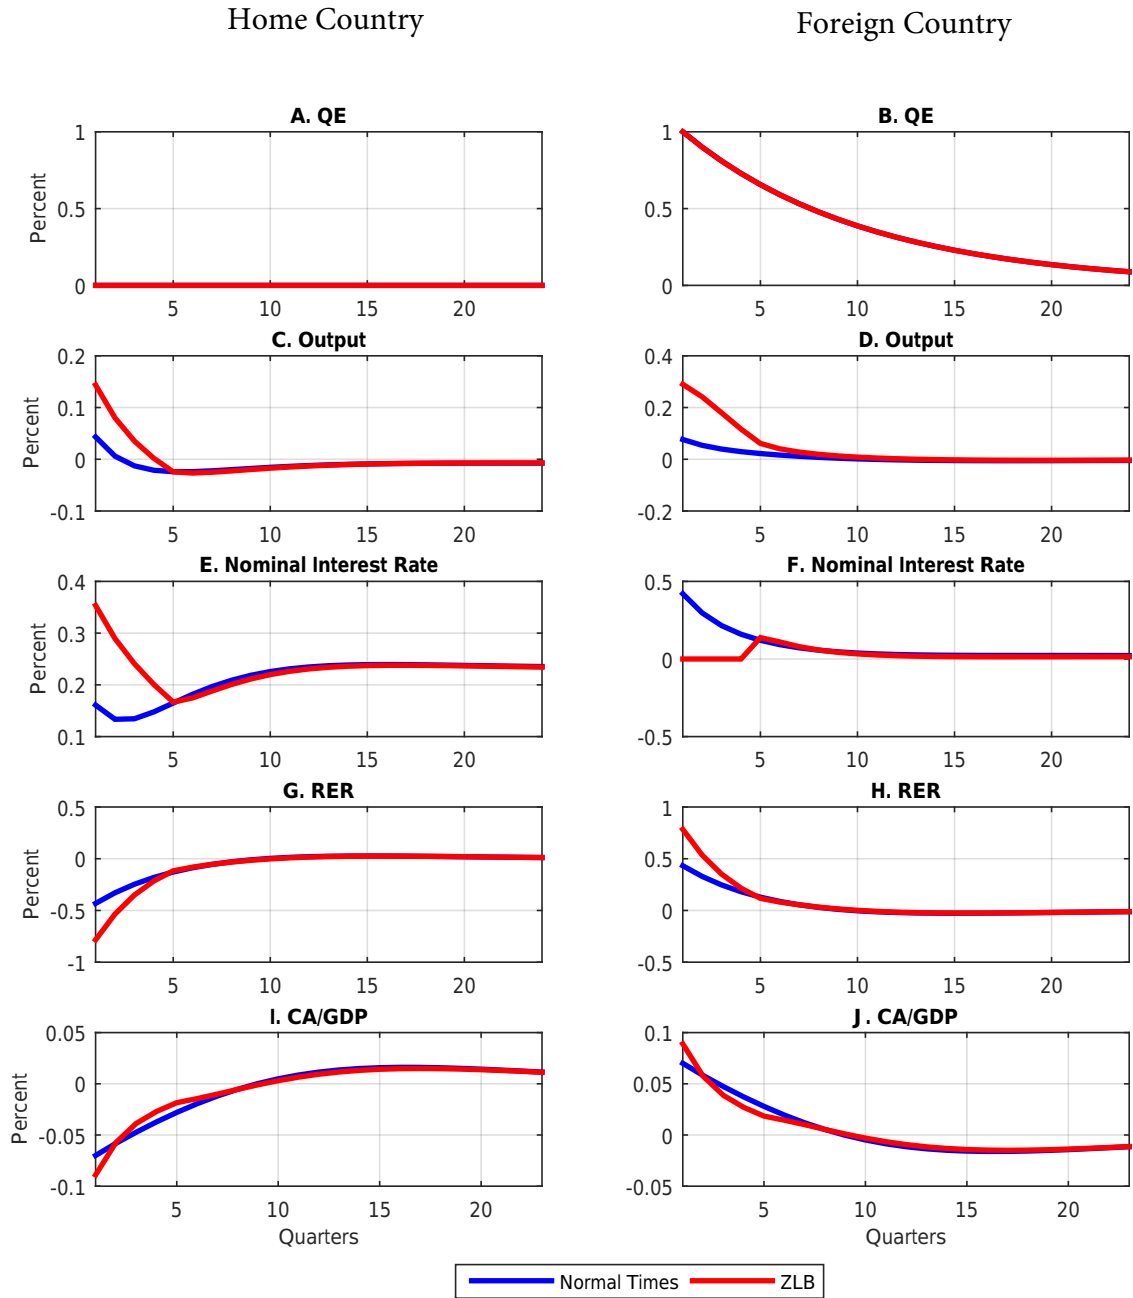 Home Country
Foreign Country
A. QE
B. QE
Percent
1
0.5
0
5 10 15 20
1
0.5
0
5 10 15 20
C. Output
D. Output
Percent
0.2
0.1
0
-0.1
5 10 15 20
0.4
0.2
0
-0.2
5 10 15 20
E. Nominal Interest Rate
F. Nominal Interest Rate
Percent
0.4
0.3
0.2
0.1
5 10 15 20
0.5
0
-0.5
5 10 15 20
G. RER
H. RER
Percent
0.5
0
-0.5
-1
5 10 15 20
1
0.5
0
-0.5
5 10 15 20
I. CA/GDP
J. CA/GDP
Percent
0.05
0
-0.05
-0.1
5 10 15 20
Quarters
0.1
0.05
0
-0.05
5 10 15 20
Quarters
Normal Times ZLB